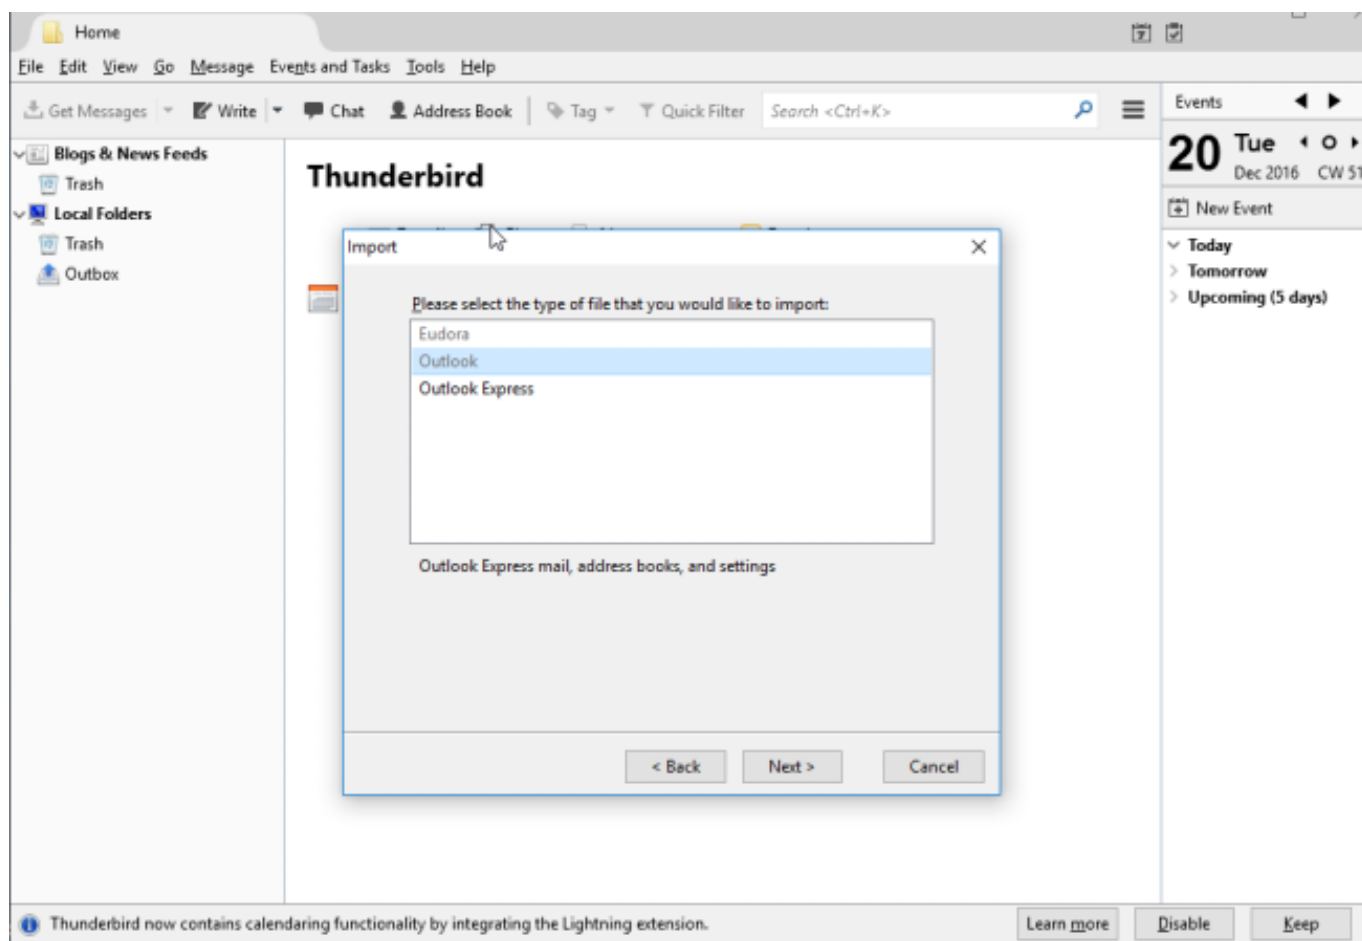 Home
File Edit View Go Message Events and Tasks Tools Help
Get Messages Write Chat Address Book Tag Quick Filter Search <Ctrl+K>
Events
20 Tue
Dec 2016 CW 51
New Event
Today
Tomorrow
Upcoming (5 days)
Blogs & News Feeds
Trash
Local Folders
Trash
Outbox
Thunderbird
Import
Please select the type of file that you would like to import:
Eudora
Outlook
Outlook Express
Outlook Express mail, address books, and settings
< Back Next > Cancel
Thunderbird now contains calendaring functionality by integrating the Lightning extension. Learn more Disable Keep